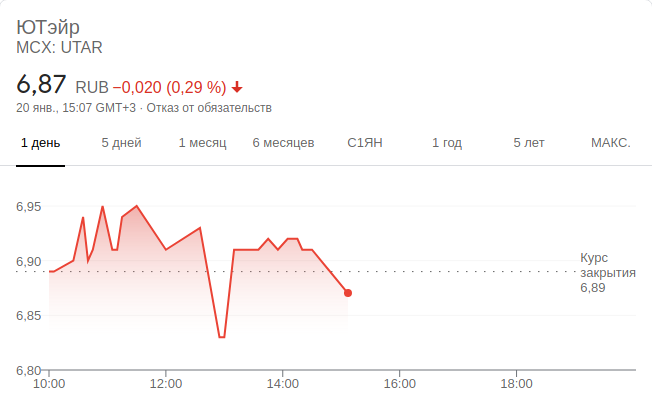 ЮТэйр
MCX: UTAR
6,87 RUB −0,020 (0,29 %)
20 янв., 15:07 GMT+3 · Отказ от обязательств
1 день 5 дней 1 месяц 6 месяцев С1ЯН 1 год 5 лет МАКС.
6,95
6,90
6,85
6,80
Курс
закрытия
6,89
10:00 12:00 14:00 16:00 18:00